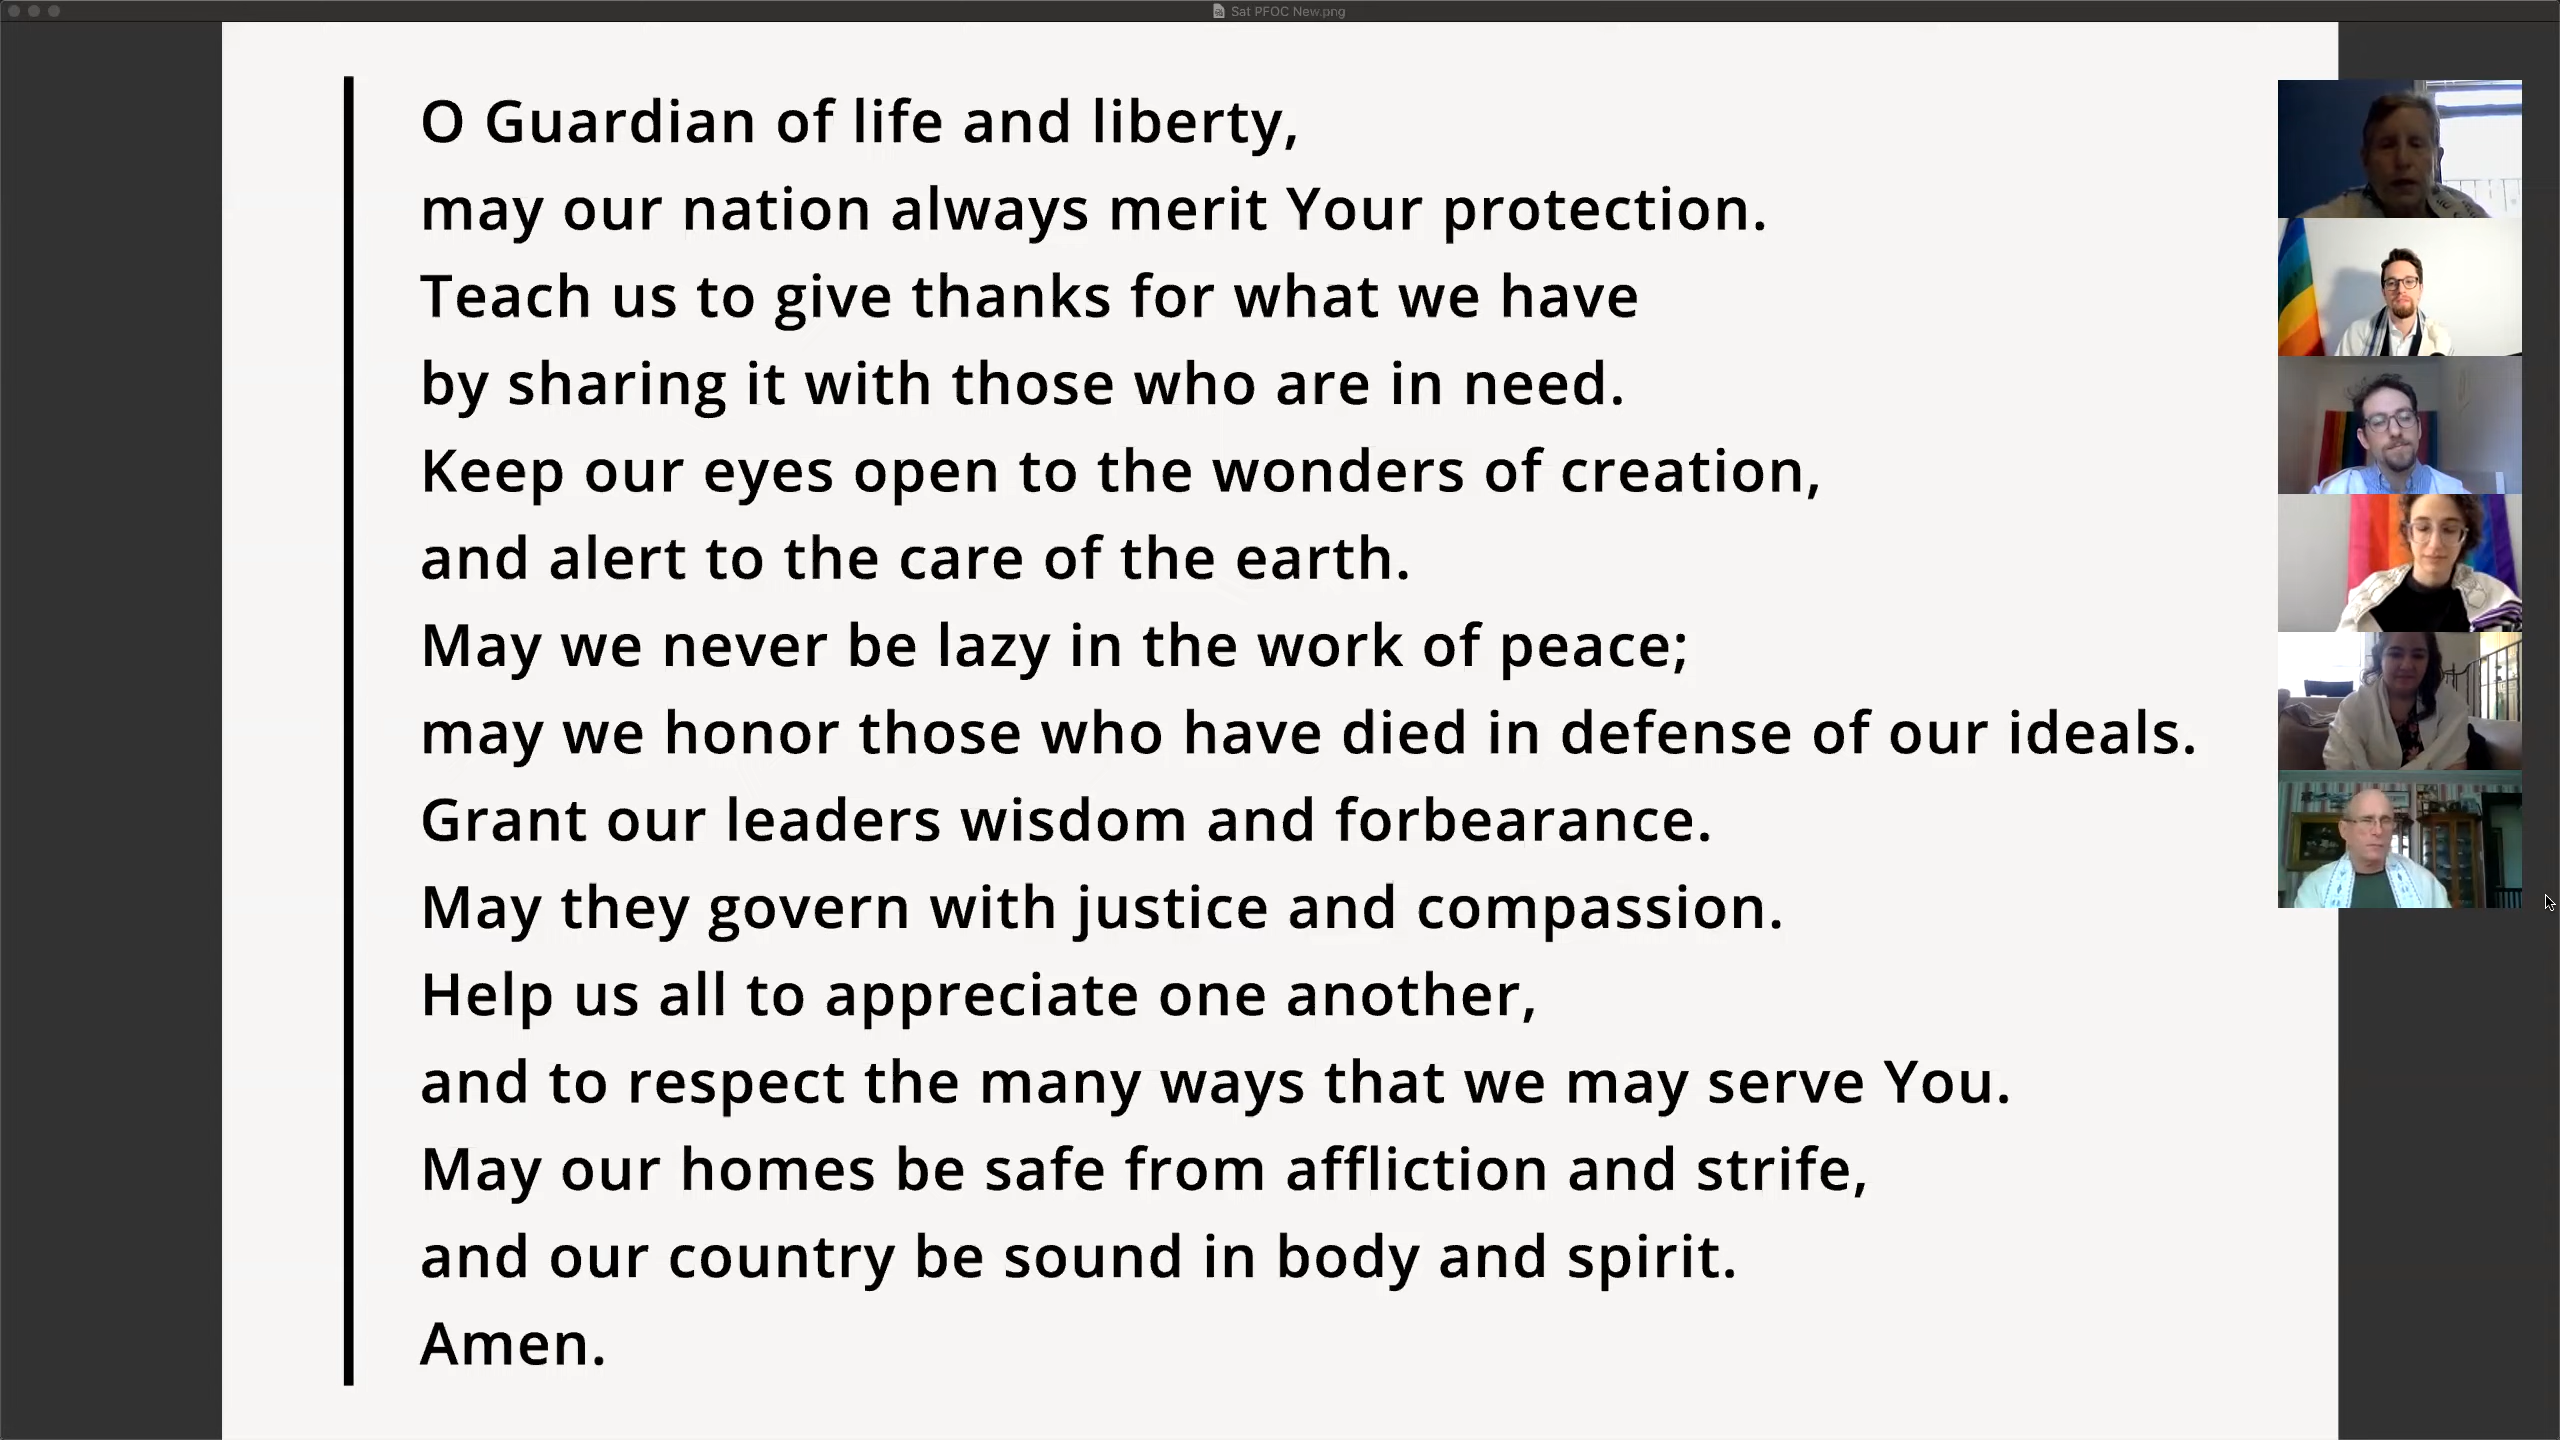 Sat PFOC New.png
O Guardian of life and liberty,
may our nation always merit Your protection.
Teach us to give thanks for what we have
by sharing it with those who are in need.
Keep our eyes open to the wonders of creation,
and alert to the care of the earth.
May we never be lazy in the work of peace;
may we honor those who have died in defense of our ideals.
Grant our leaders wisdom and forbearance.
May they govern with justice and compassion.
Help us all to appreciate one another,
and to respect the many ways that we may serve You.
May our homes be safe from affliction and strife,
and our country be sound in body and spirit.
Amen.